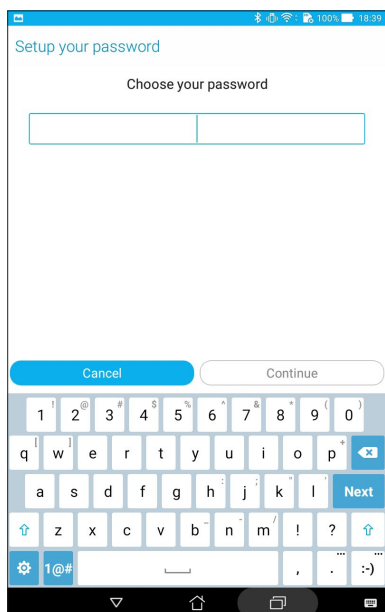 100% 18:39
Setup your password
Choose your password
Cancel Continue
! @ # $ % ^ & * ( )
1 2 3 4 5 6 7 8 9 0
[ ] +
q w e r t y u i o p
: ; " '
a s d f g h j k l Next
_ - /
z x c v b n m ! ?
1@# , . :-)